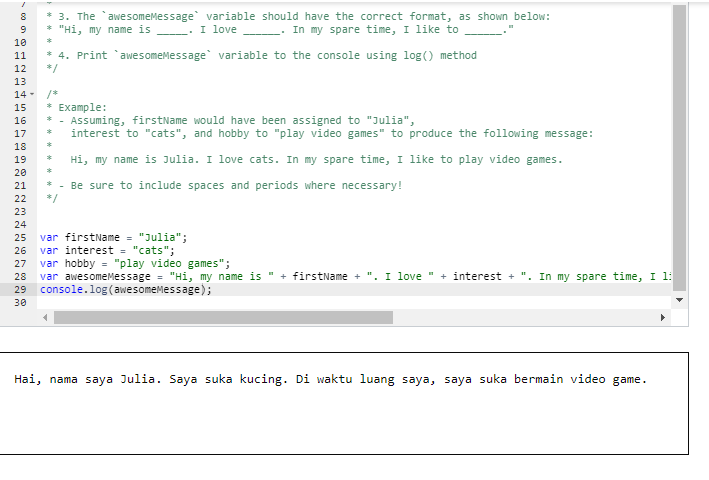 8 * 3. The `awesomeMessage` variable should have the correct format, as shown below:
9 * "Hi, my name is _____. I love ______. In my spare time, I like to ______."
10 *
11 * 4. Print `awesomeMessage` variable to the console using log() method
12 */
13
14 /*
15 * Example:
16 * - Assuming, firstName would have been assigned to "Julia",
17 *   interest to "cats", and hobby to "play video games" to produce the following message:
18 *
19 *   Hi, my name is Julia. I love cats. In my spare time, I like to play video games.
20 *
21 * - Be sure to include spaces and periods where necessary!
22 */
23
24
25 var firstName = "Julia";
26 var interest = "cats";
27 var hobby = "play video games";
28 var awesomeMessage = "Hi, my name is " + firstName + ". I love " + interest + ". In my spare time, I li
29 console.log(awesomeMessage);
30
Hai, nama saya Julia. Saya suka kucing. Di waktu luang saya, saya suka bermain video game.